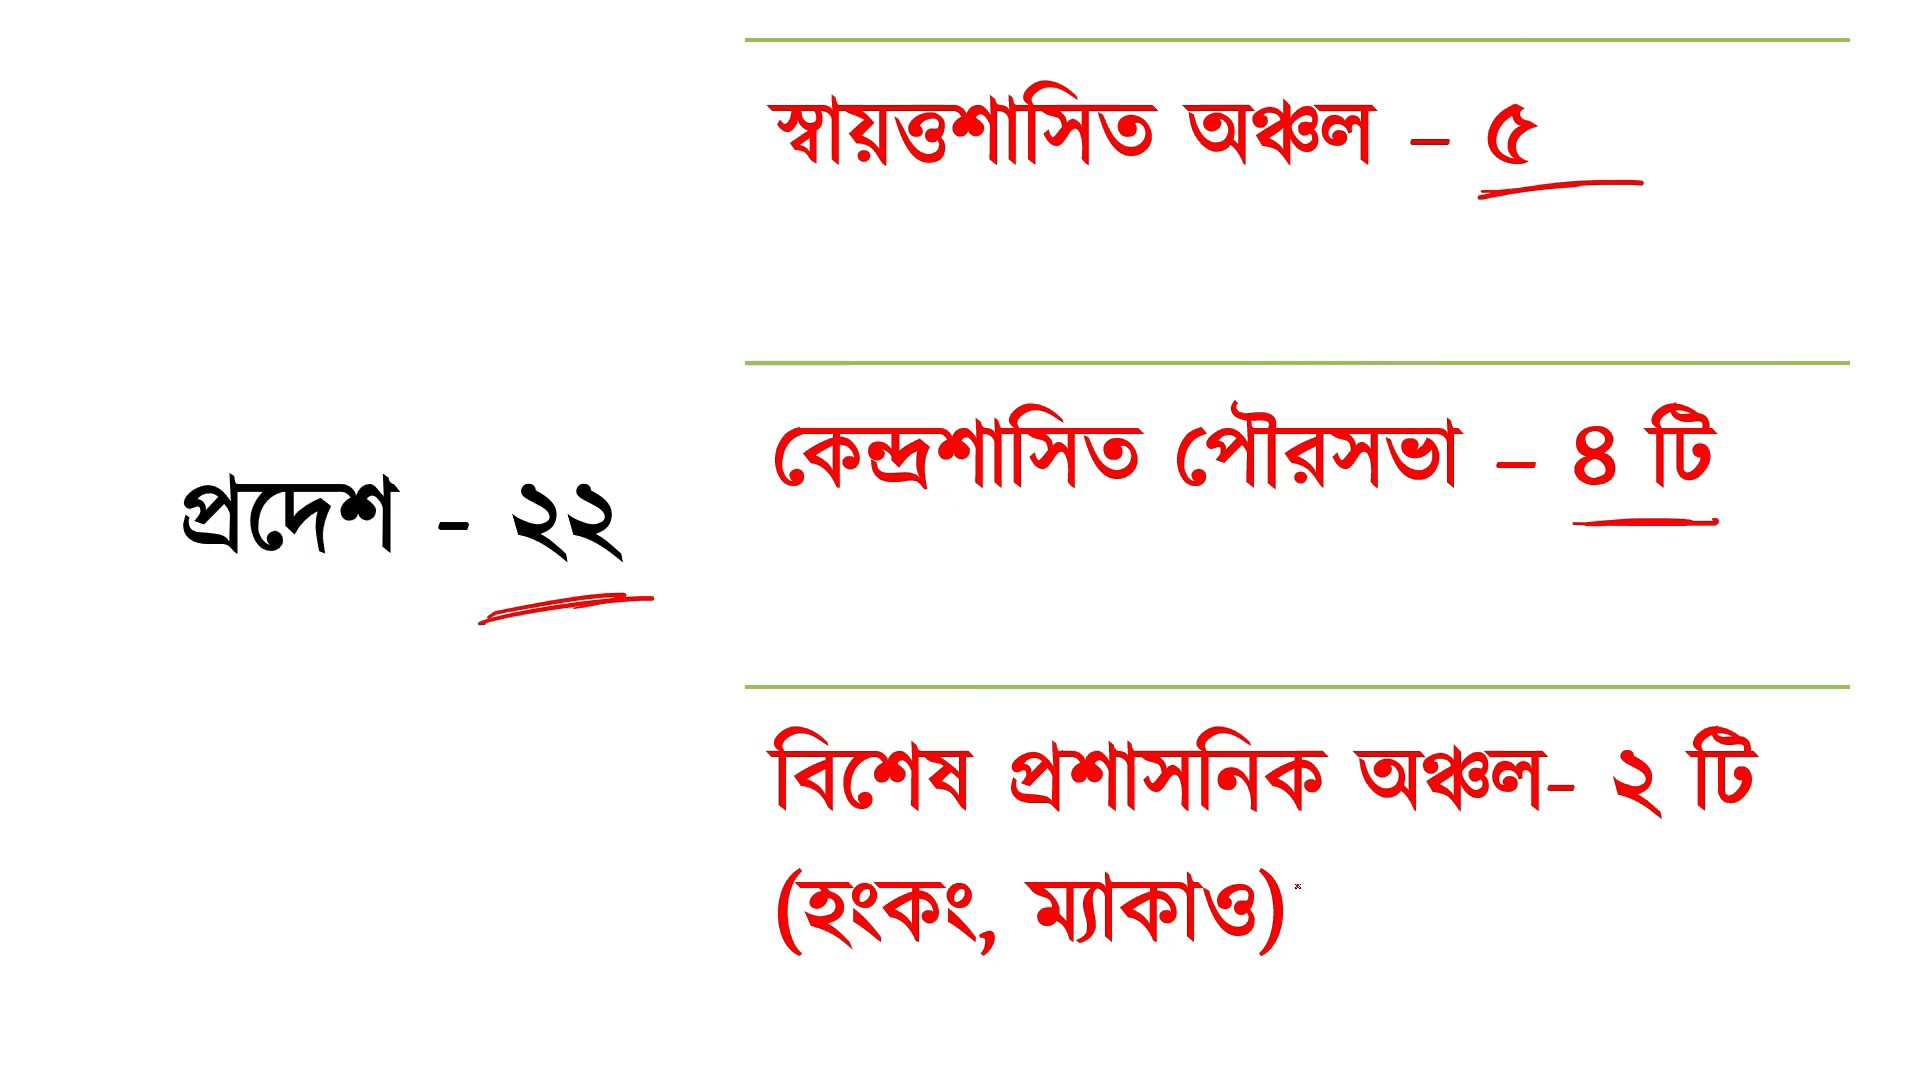 স্বায়ত্তশাসিত অঞ্চল – ৫
কেন্দ্রশাসিত পৌরসভা – ৪ টি
প্রদেশ - ২২
বিশেষ প্রশাসনিক অঞ্চল- ২ টি
(হংকং, ম্যাকাও)